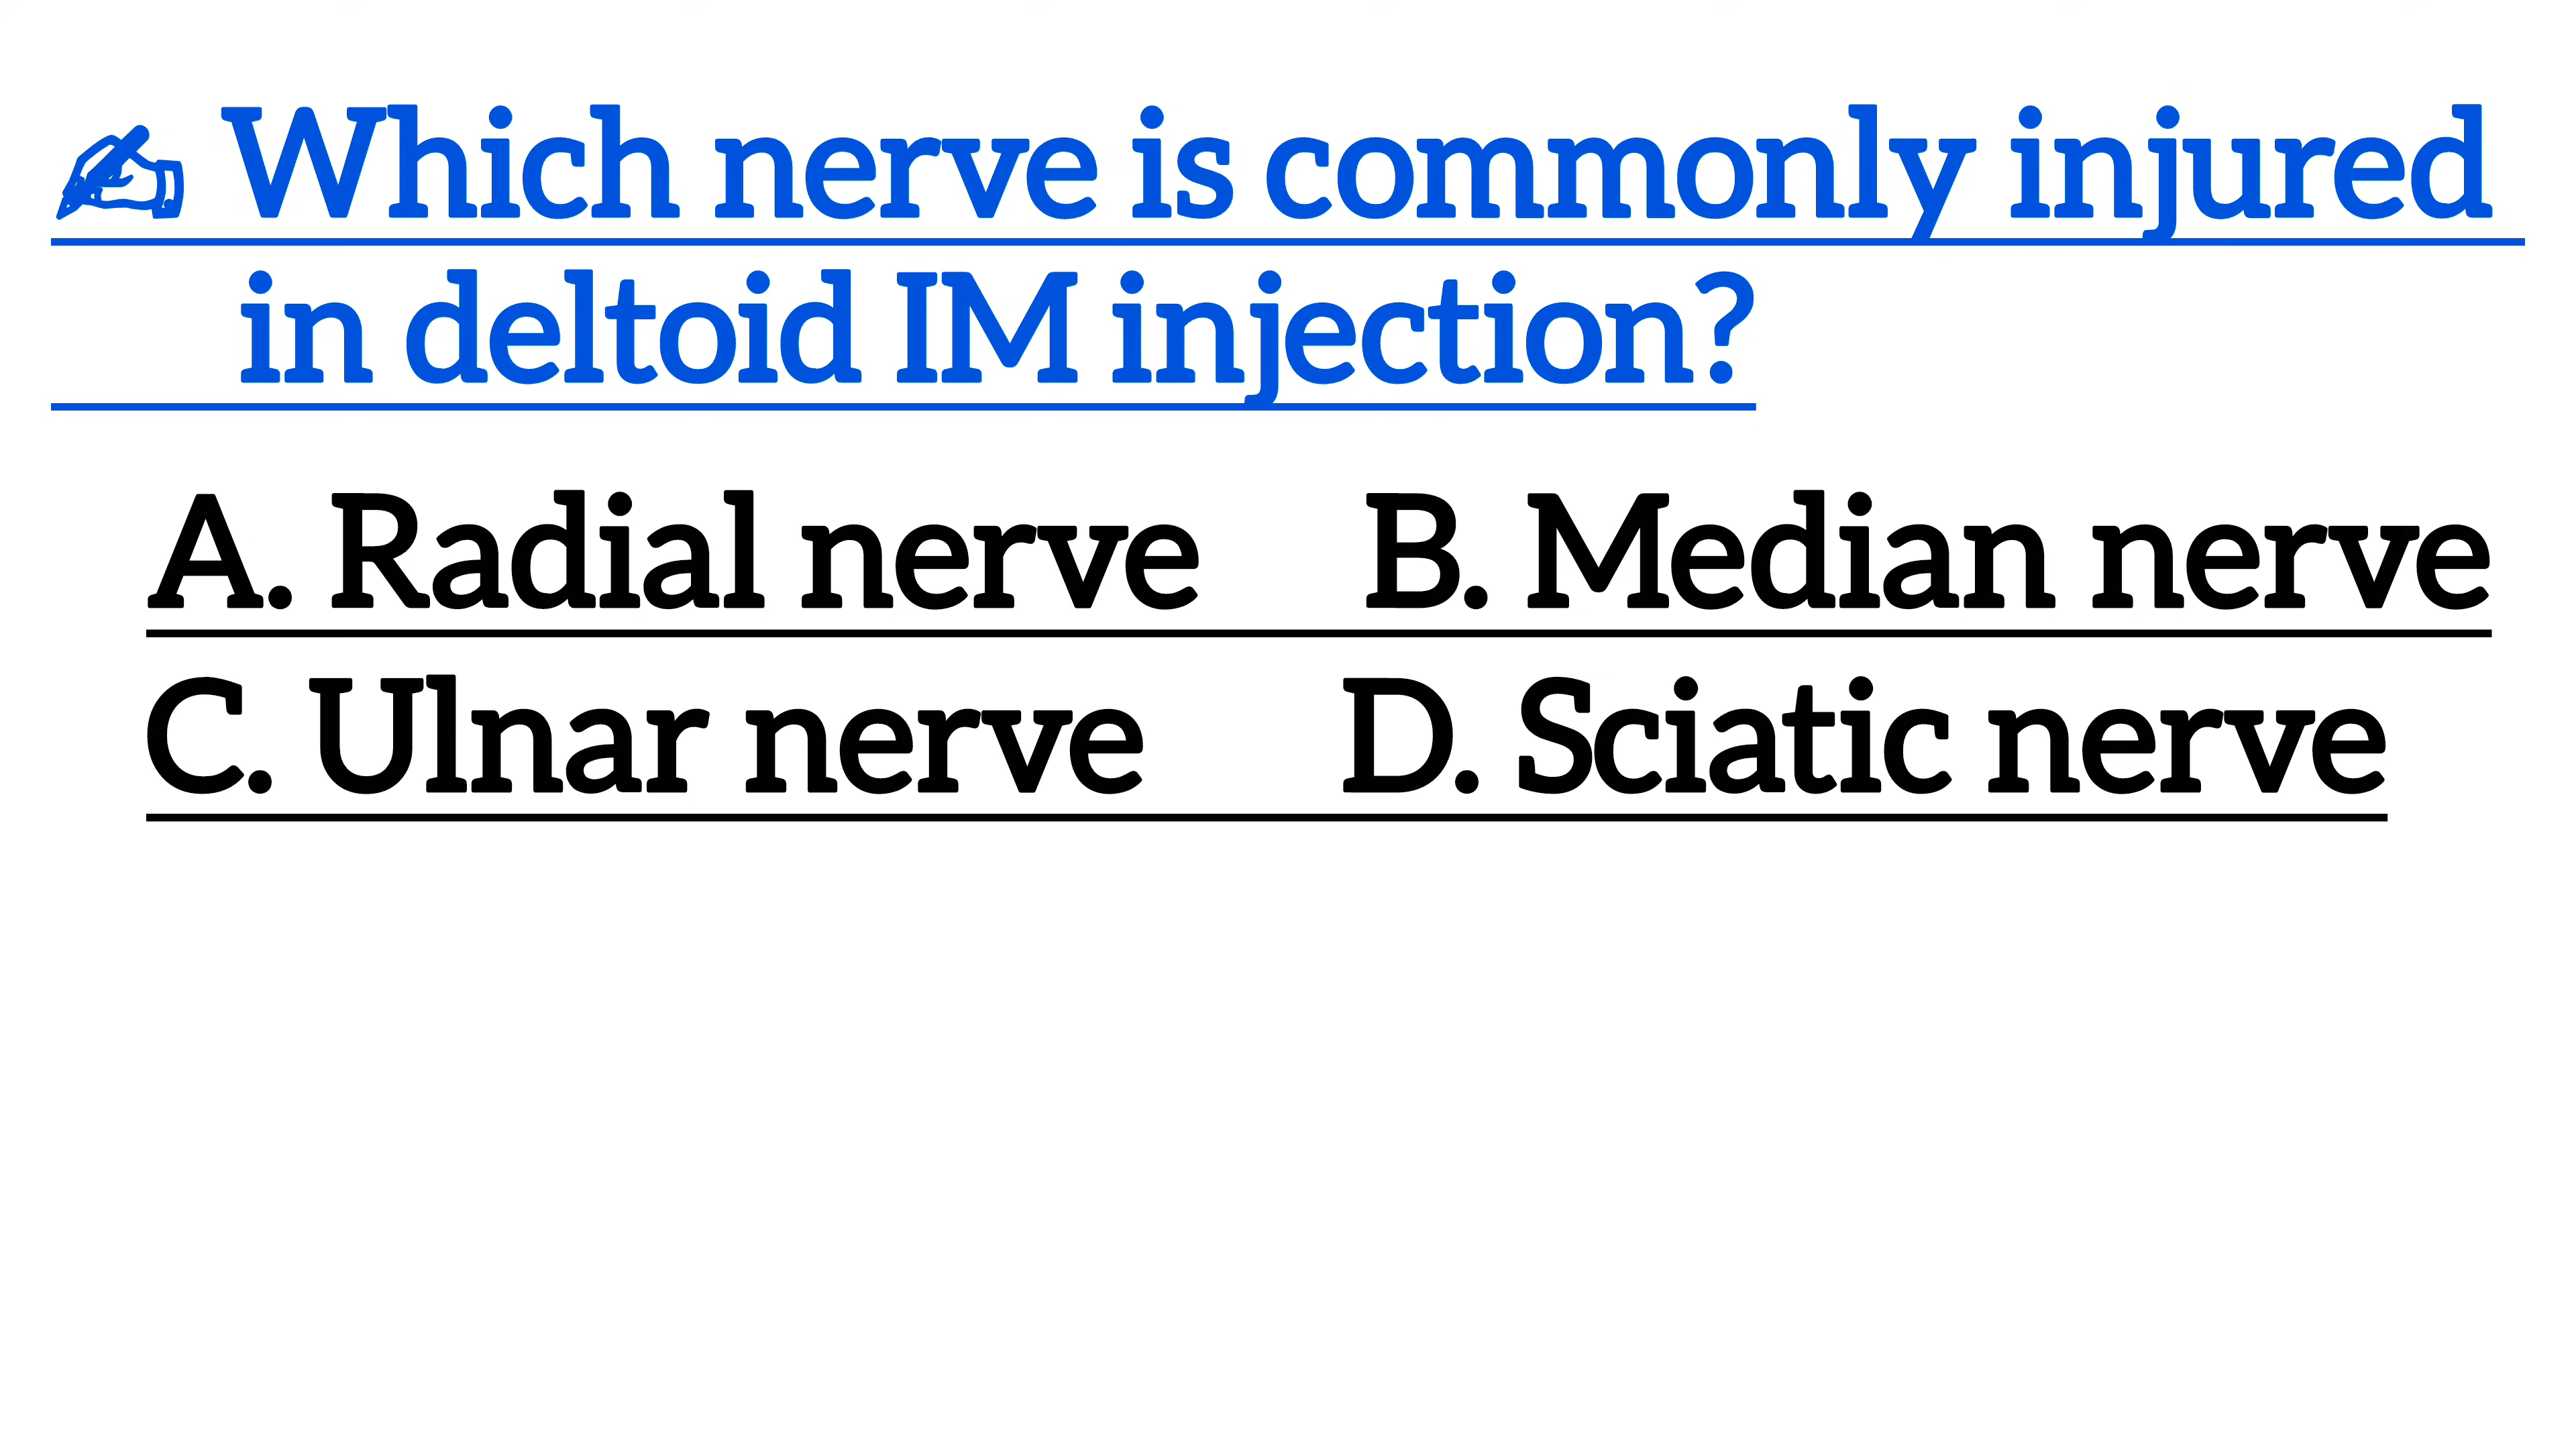 ✍ Which nerve is commonly injured
in deltoid IM injection?
A. Radial nerve B. Median nerve
C. Ulnar nerve D. Sciatic nerve